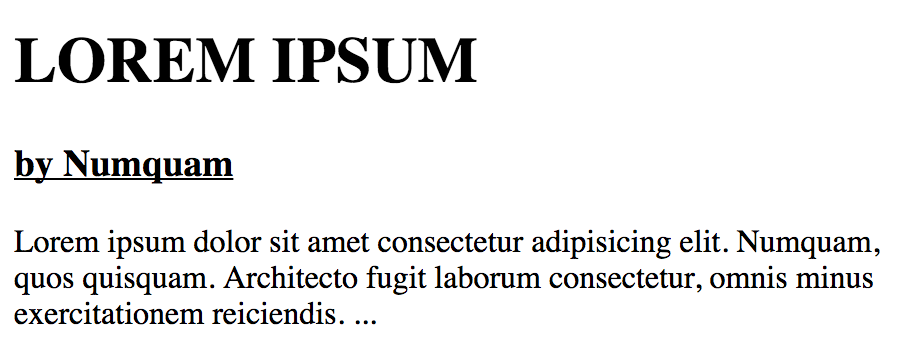 LOREM IPSUM
by Numquam
Lorem ipsum dolor sit amet consectetur adipisicing elit. Numquam,
quos quisquam. Architecto fugit laborum consectetur, omnis minus
exercitationem reiciendis. ...